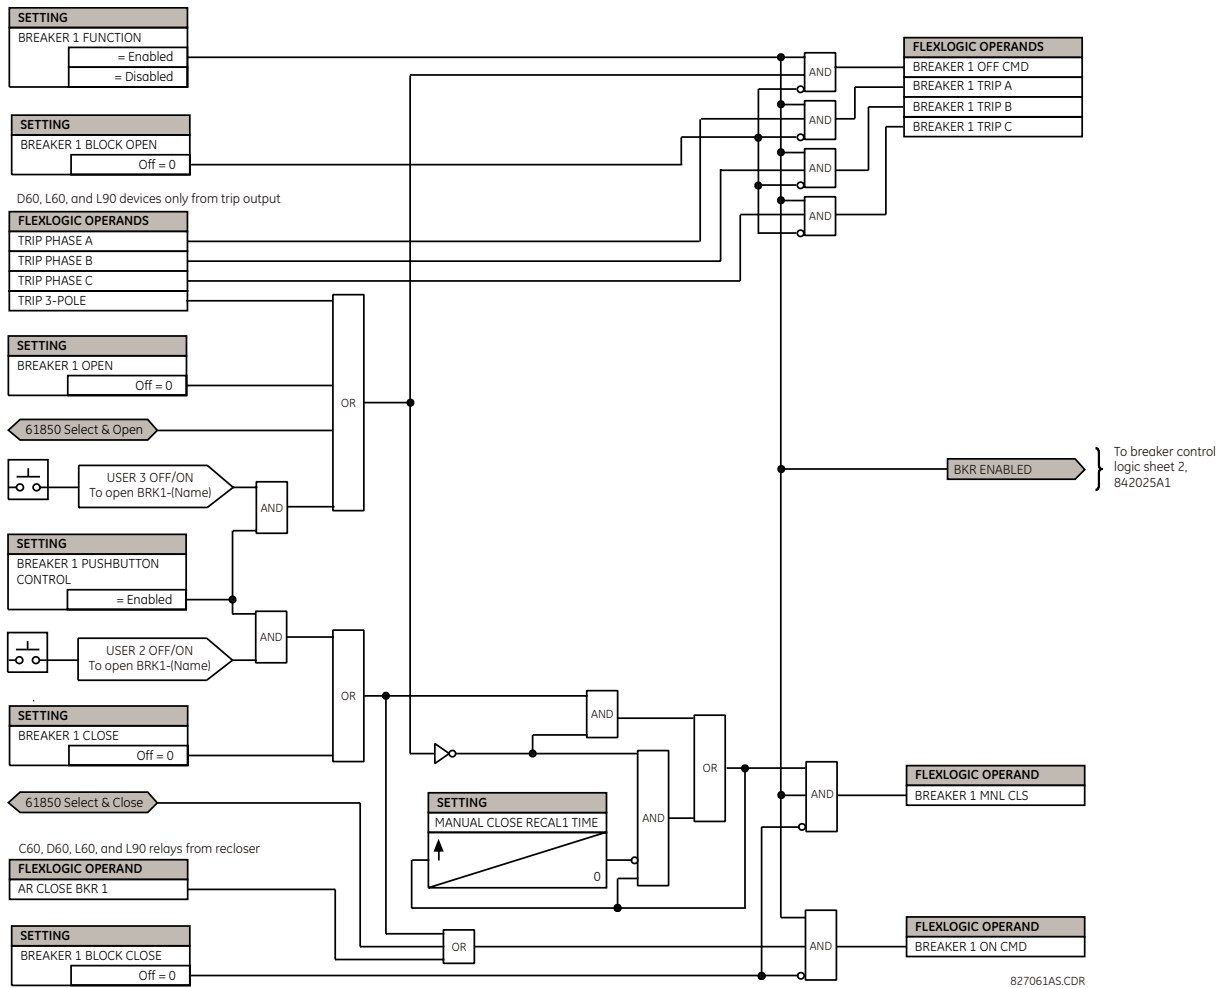 SETTING
BREAKER 1 FUNCTION
= Enabled
= Disabled
SETTING
BREAKER 1 BLOCK OPEN
Off = 0
D60, L60, and L90 devices only from trip output
FLEXLOGIC OPERANDS
TRIP PHASE A
TRIP PHASE B
TRIP PHASE C
TRIP 3-POLE
SETTING
BREAKER 1 OPEN
Off = 0
61850 Select & Open
USER 3 OFF/ON
To open BRK1-(Name)
AND
SETTING
BREAKER 1 PUSHBUTTON
CONTROL
= Enabled
AND
USER 2 OFF/ON
To open BRK1-(Name)
SETTING
BREAKER 1 CLOSE
Off = 0
61850 Select & Close
C60, D60, L60, and L90 relays from recloser
FLEXLOGIC OPERAND
AR CLOSE BKR 1
SETTING
BREAKER 1 BLOCK CLOSE
Off = 0
OR
OR
AND
OR
AND
SETTING
MANUAL CLOSE RECAL1 TIME
0
OR
AND
AND
AND
AND
FLEXLOGIC OPERANDS
BREAKER 1 OFF CMD
BREAKER 1 TRIP A
BREAKER 1 TRIP B
BREAKER 1 TRIP C
BKR ENABLED
To breaker control
logic sheet 2,
842025A1
AND
FLEXLOGIC OPERAND
BREAKER 1 MNL CLS
AND
FLEXLOGIC OPERAND
BREAKER 1 ON CMD
827061AS.CDR